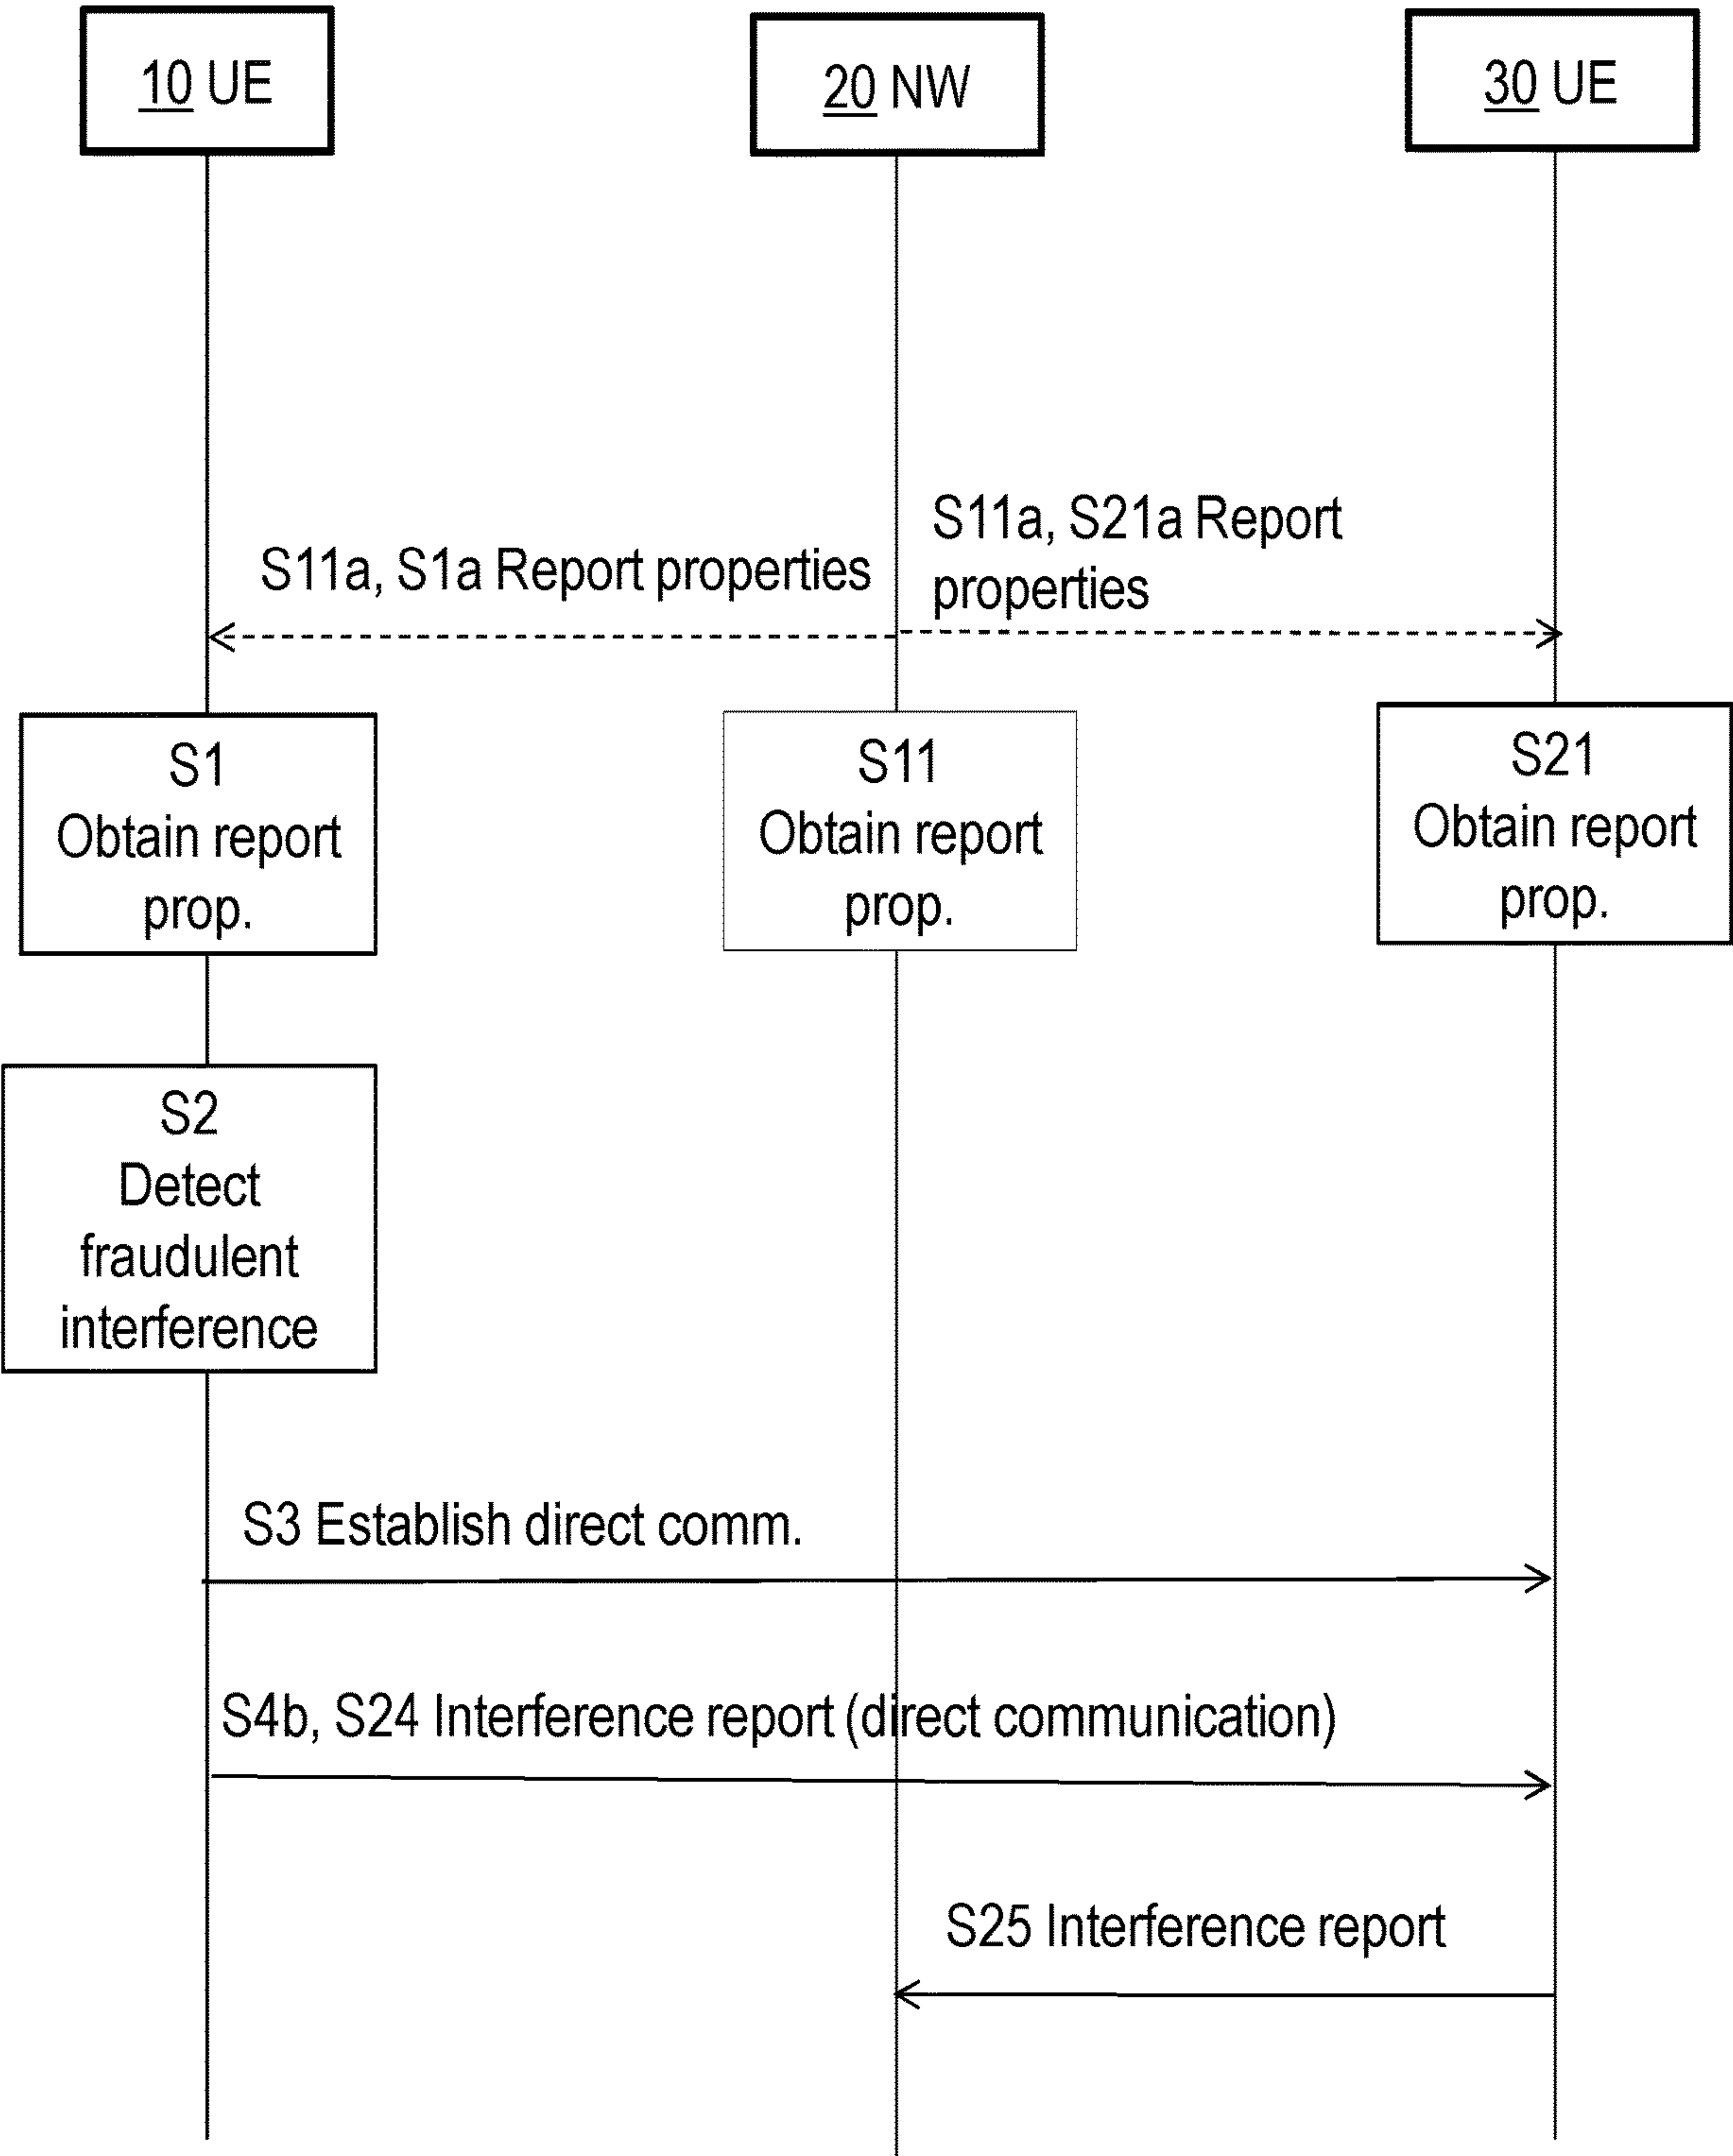 10 UE
20 NW
30 UE
S11a, S1a Report properties
S11a, S21a Report
properties
S1
Obtain report
prop.
S11
Obtain report
prop.
S21
Obtain report
prop.
S2
Detect
fraudulent
interference
S3 Establish direct comm.
S4b, S24 Interference report (direct communication)
S25 Interference report